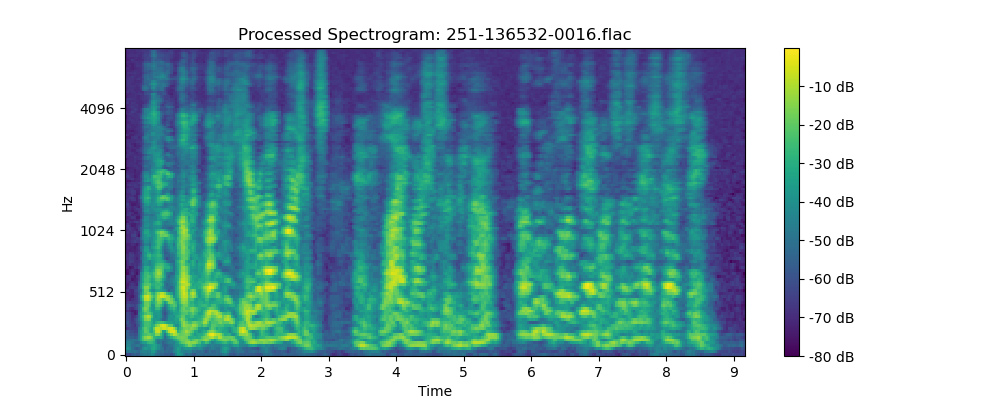 Processed Spectrogram: 251-136532-0016.flac
Hz
4096
2048
1024
512
0
0 1 2 3 4 5 6 7 8 9
Time
-10 dB
-20 dB
-30 dB
-40 dB
-50 dB
-60 dB
-70 dB
-80 dB